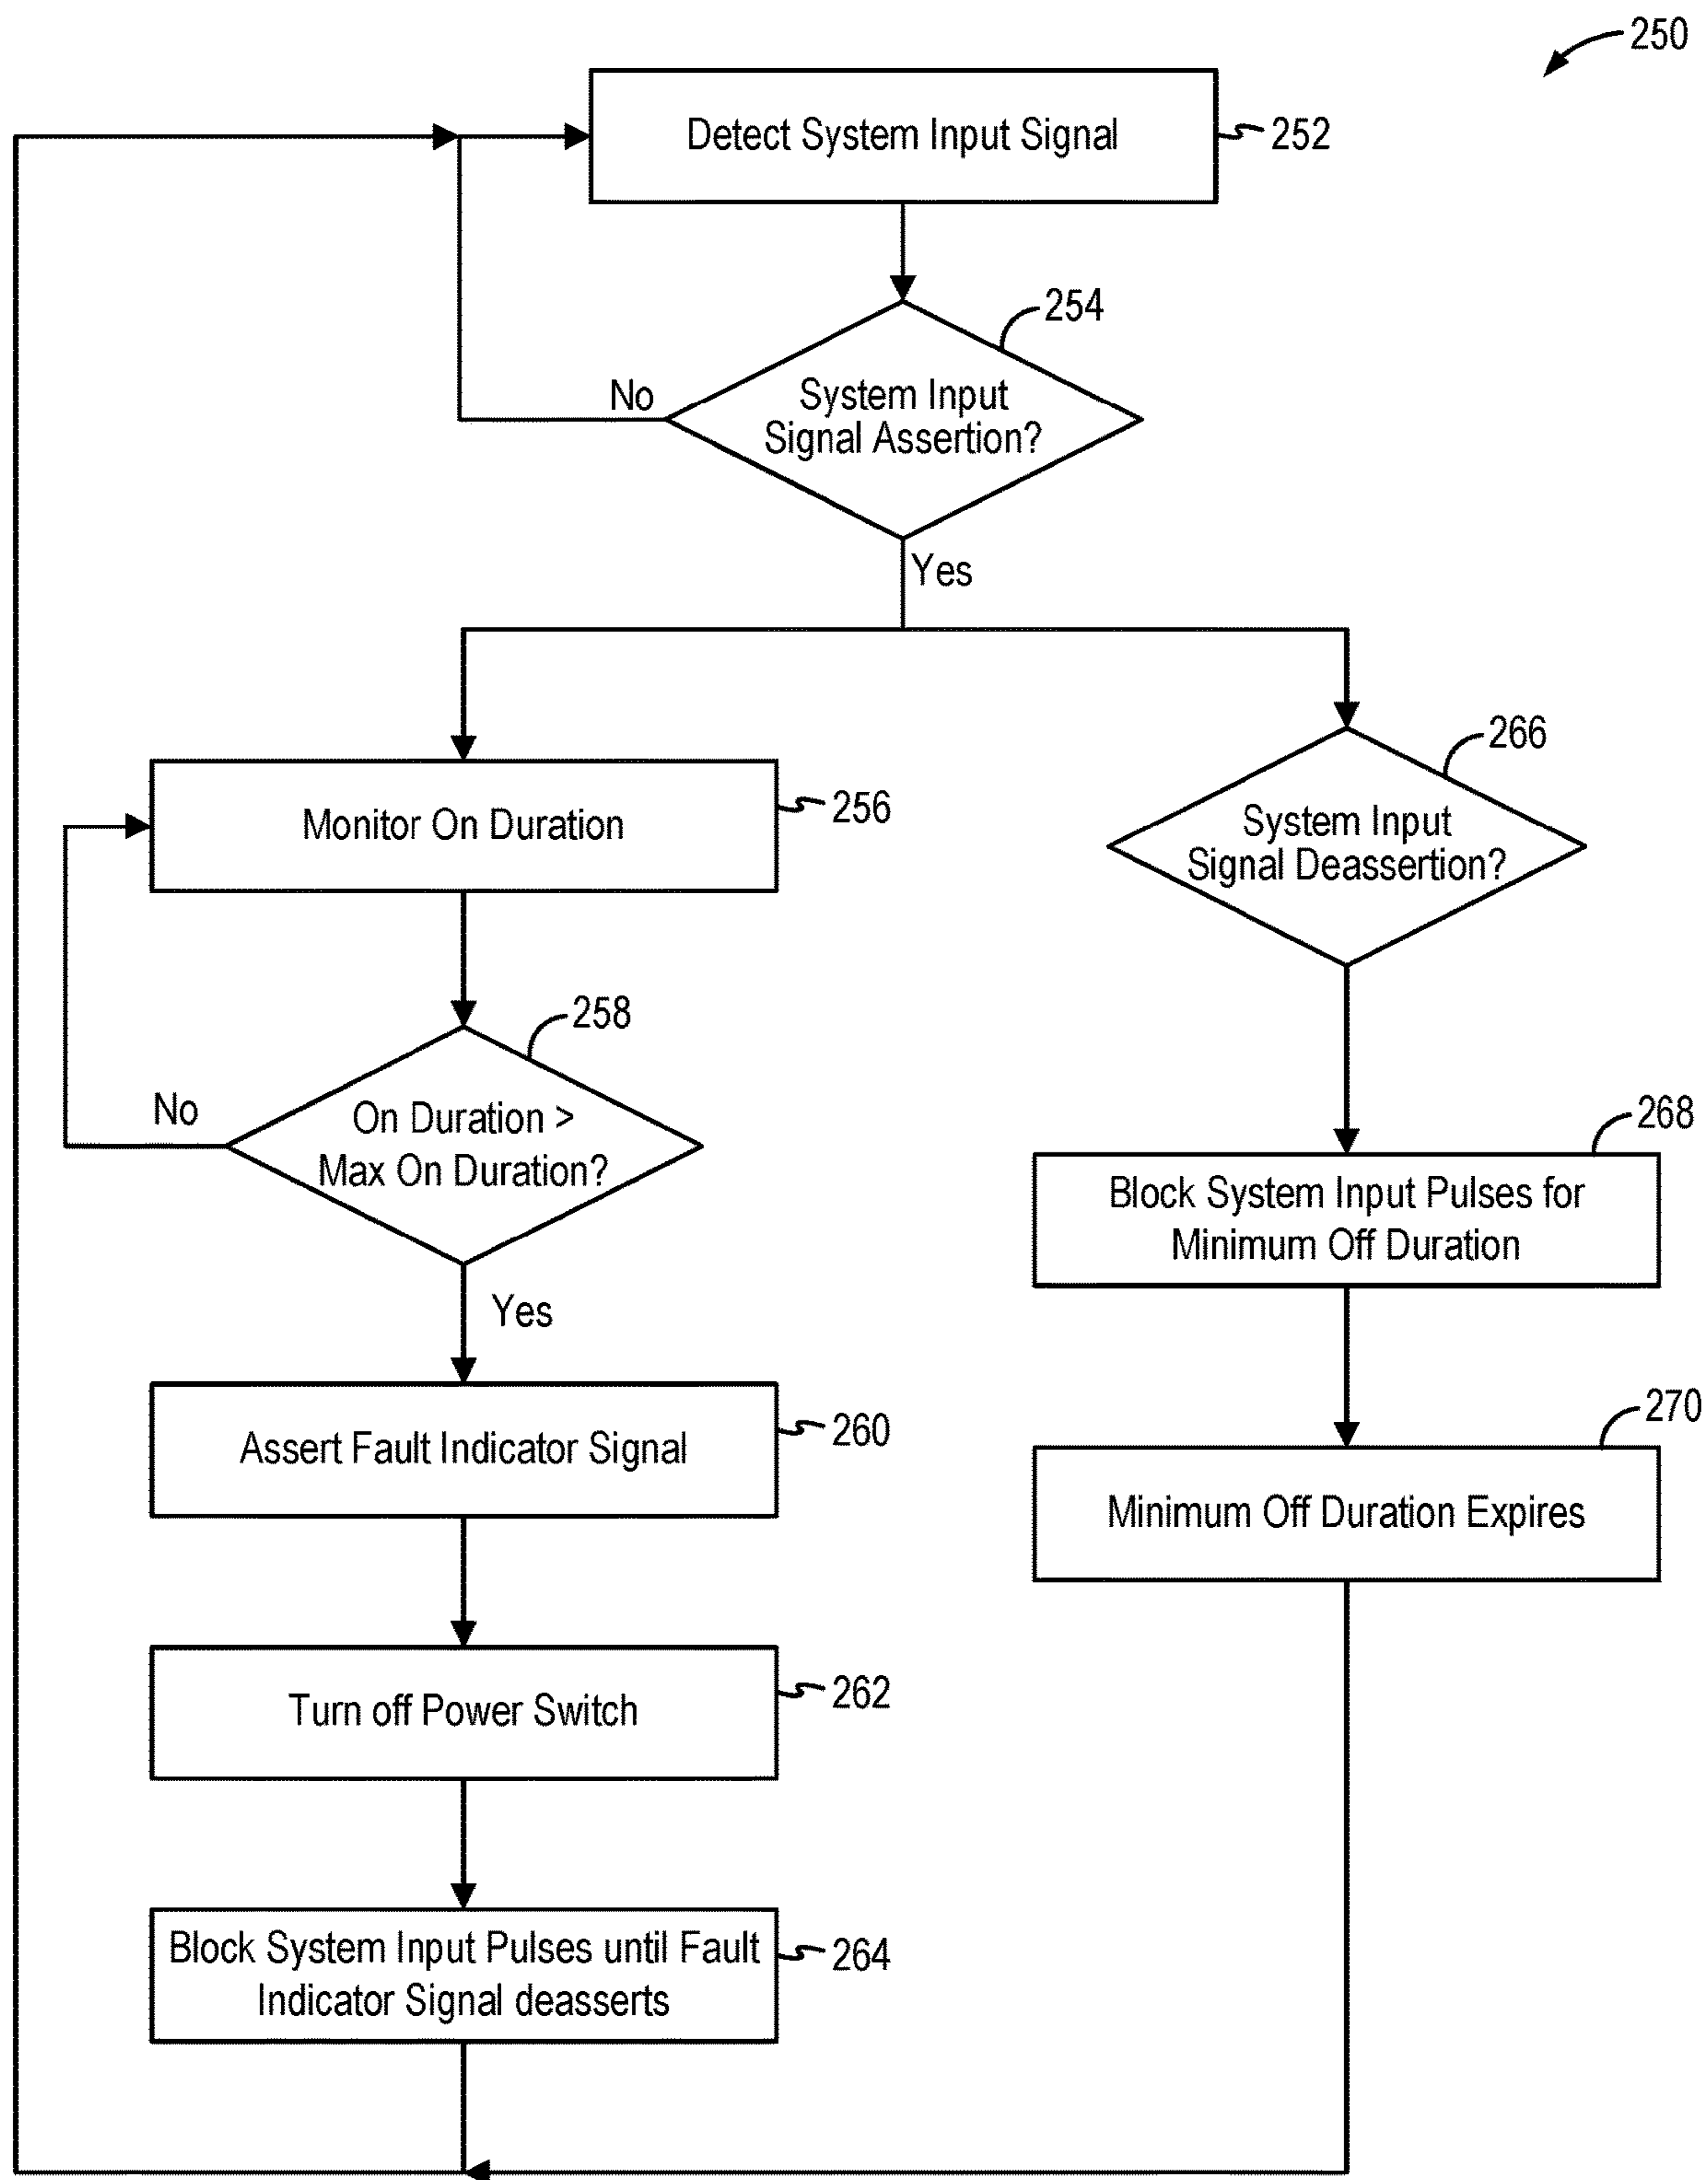 250
Detect System Input Signal
252
254
System Input
Signal Assertion?
No
Yes
Monitor On Duration
256
266
System Input
Signal Deassertion?
258
On Duration >
Max On Duration?
No
Yes
268
Block System Input Pulses for
Minimum Off Duration
Assert Fault Indicator Signal
260
270
Minimum Off Duration Expires
Turn off Power Switch
262
Block System Input Pulses until Fault
Indicator Signal deasserts
264